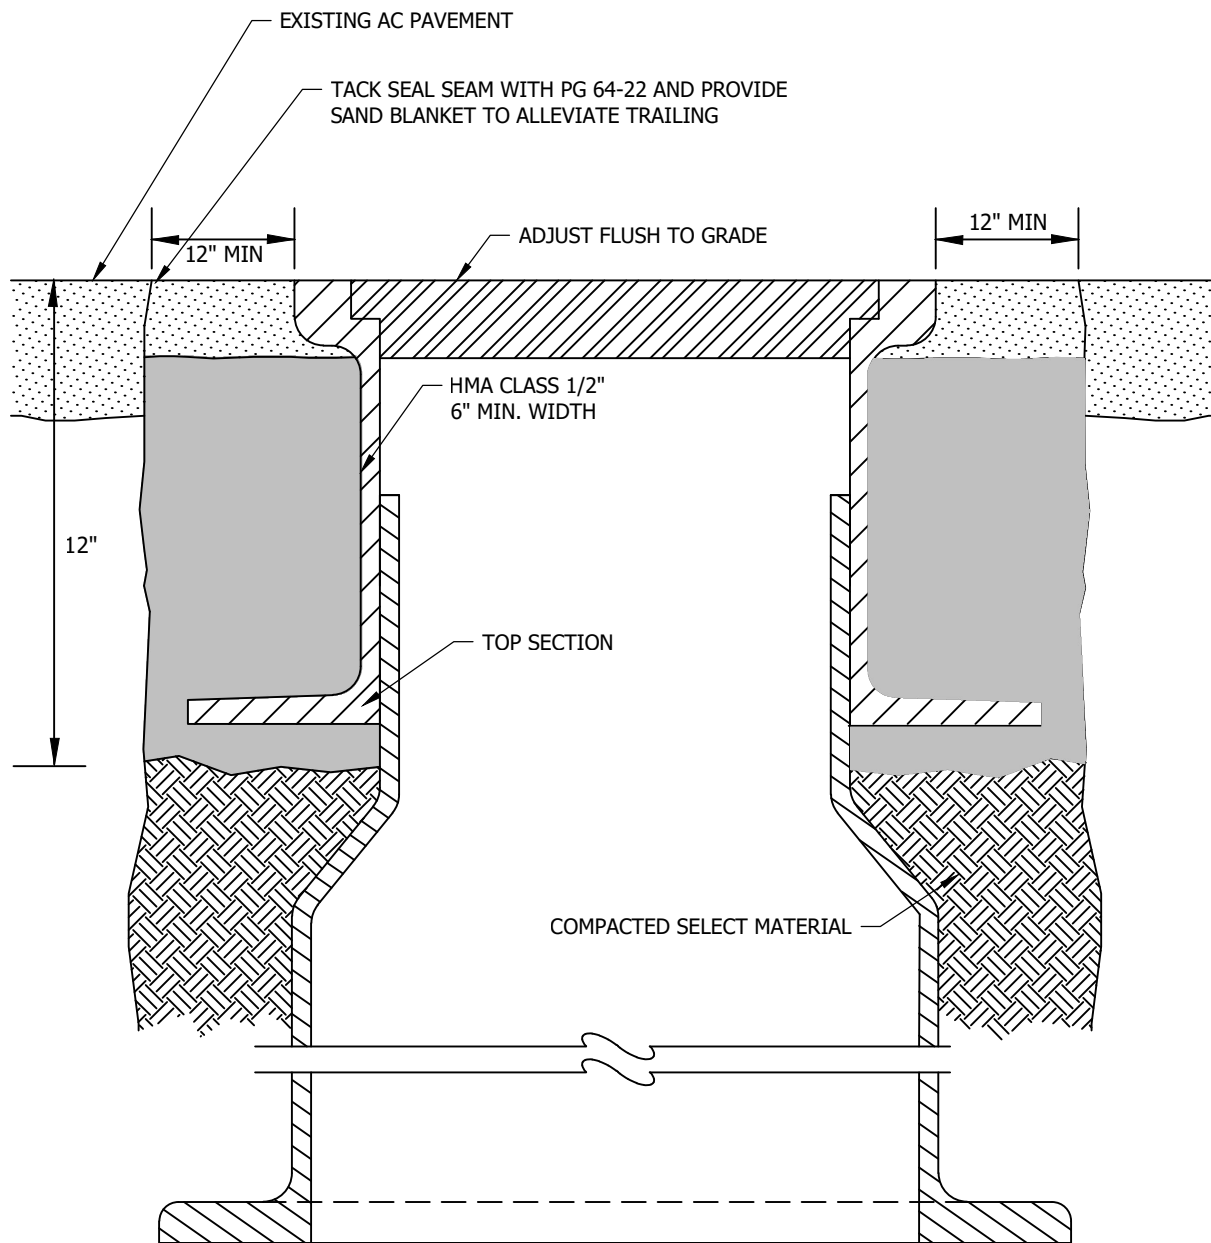 EXISTING AC PAVEMENT
TACK SEAL SEAM WITH PG 64-22 AND PROVIDE
SAND BLANKET TO ALLEVIATE TRAILING
12" MIN
12" MIN
ADJUST FLUSH TO GRADE
HMA CLASS 1/2"
6" MIN. WIDTH
12"
TOP SECTION
COMPACTED SELECT MATERIAL